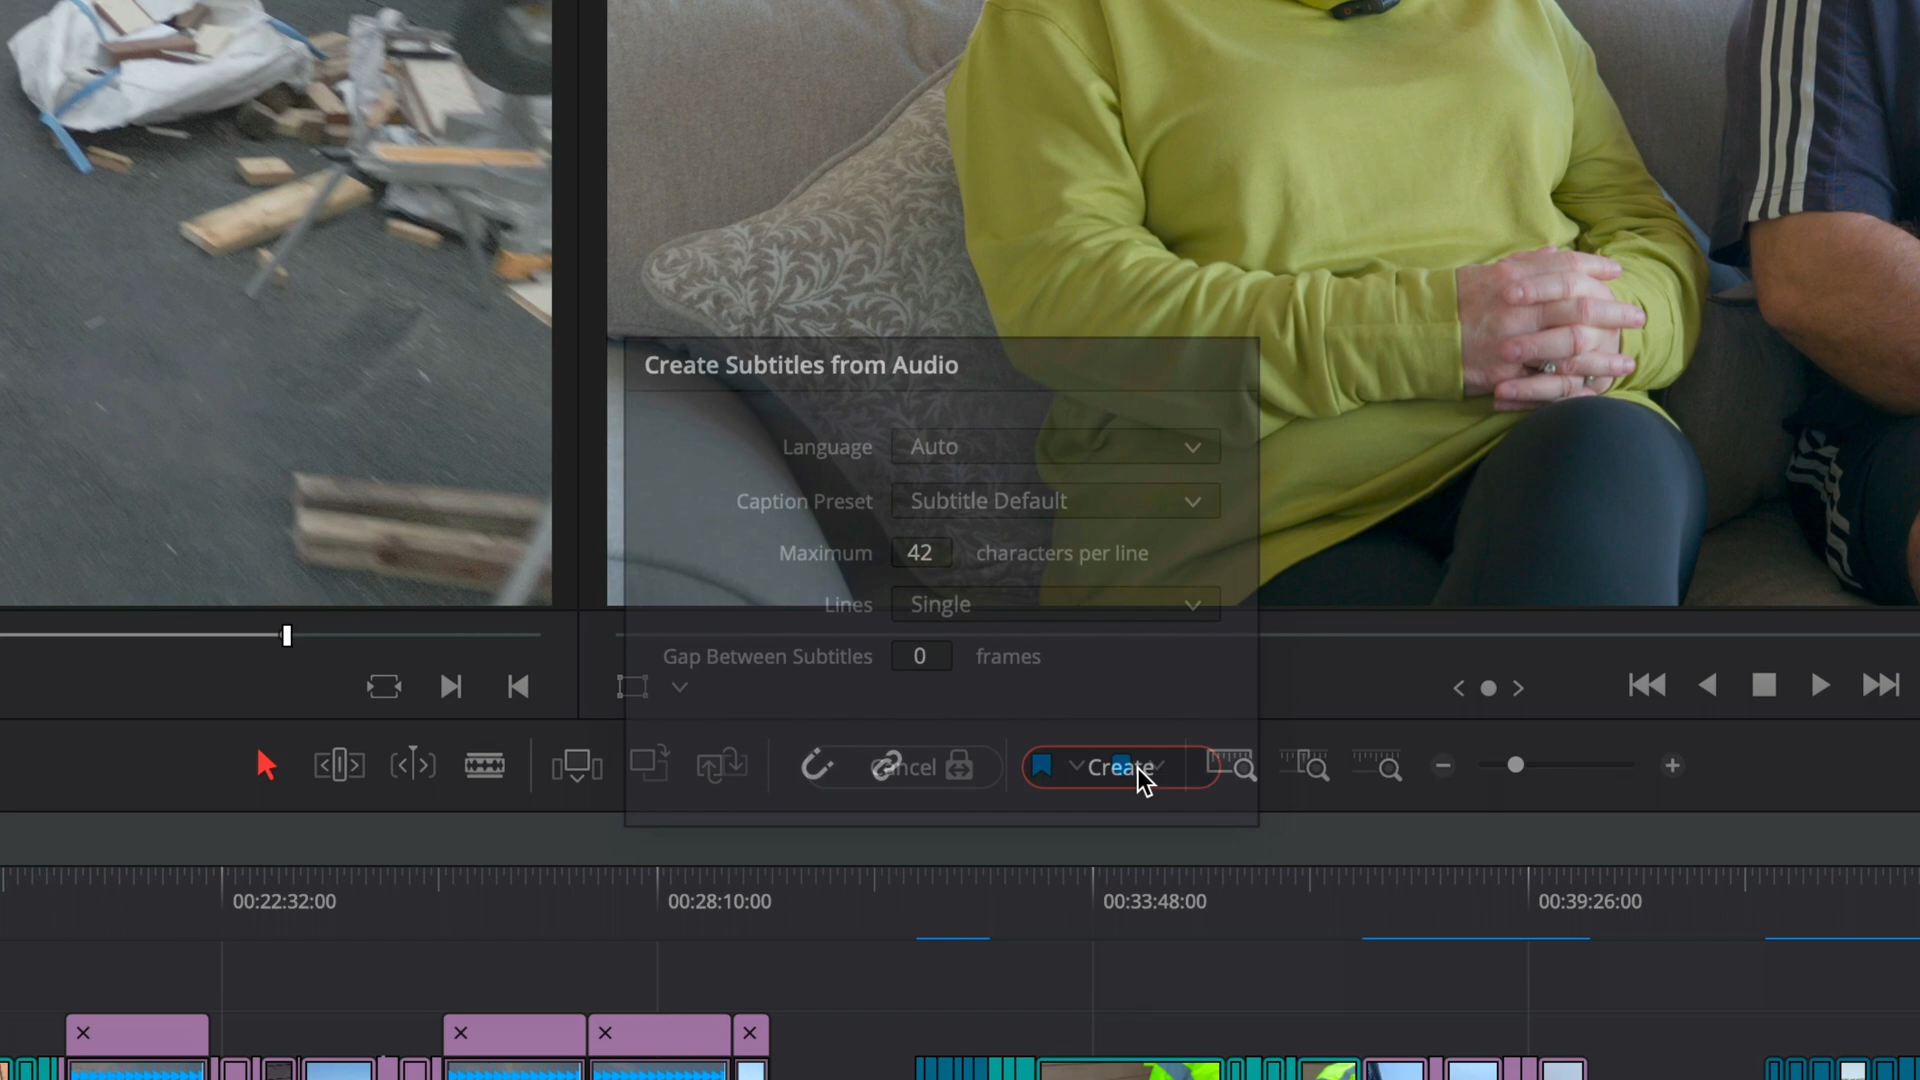 Create Subtitles from Audio
Language Auto
Caption Preset Subtitle Default
Maximum 42 characters per line
Lines Single
Gap Between Subtitles 0 frames
Cancel Create
00:22:32:00 00:28:10:00 00:33:48:00 00:39:26:00